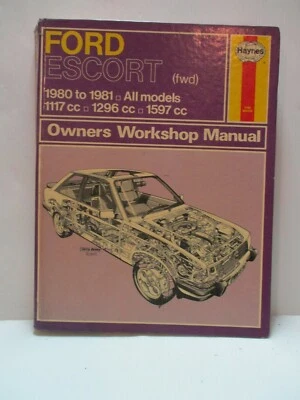 FORD
Haynes
ESCORT (fwd)
1980 to 1981 □ All models
1117 cc □ 1296 cc □ 1597 cc
Owners Workshop Manual